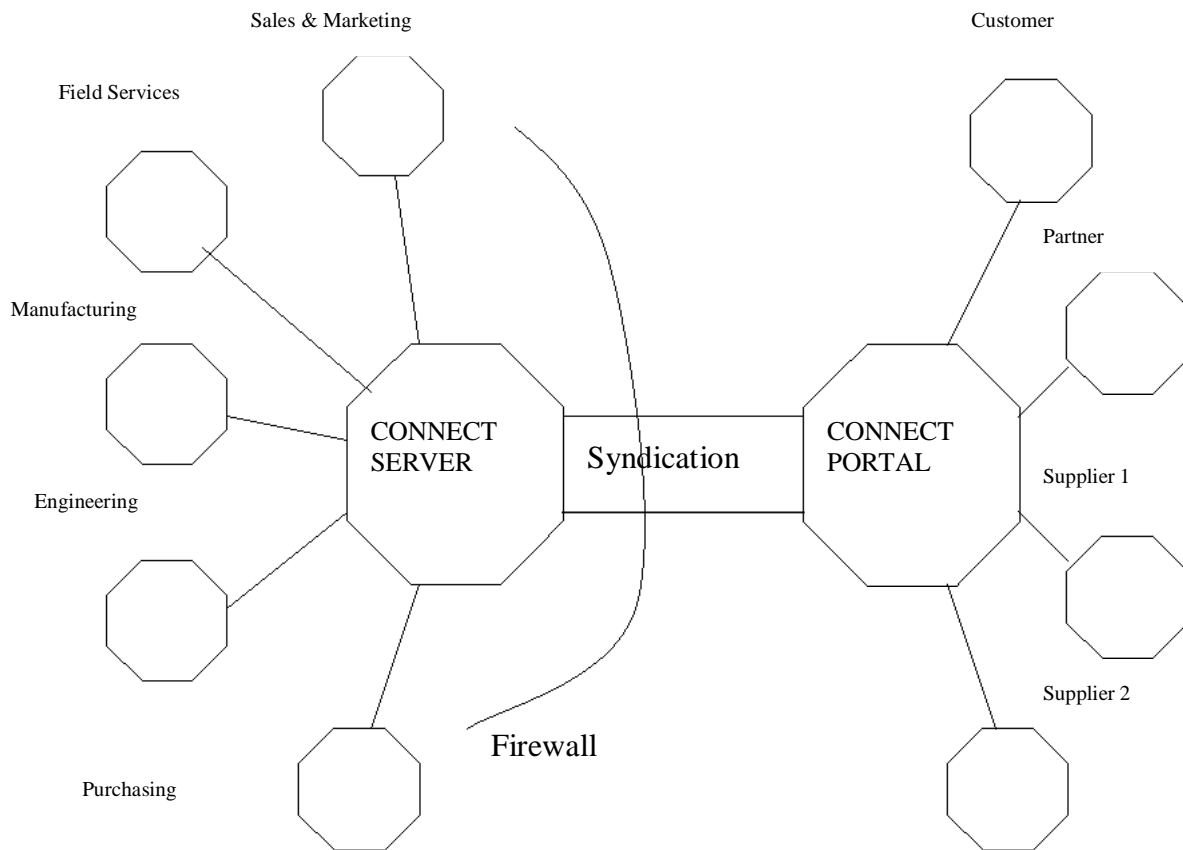 Sales & Marketing
Customer
Field Services
Partner
Manufacturing
CONNECT
SERVER
Syndication
CONNECT
PORTAL
Supplier 1
Engineering
Supplier 2
Firewall
Purchasing